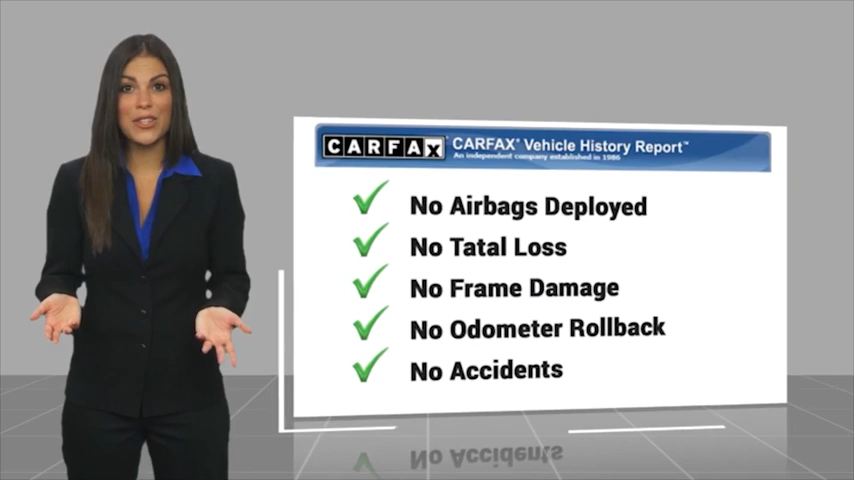 CARFAX
CARFAX® Vehicle History Report™
An independent company established in 1986
No Airbags Deployed
No Tatal Loss
No Frame Damage
No Odometer Rollback
No Accidents
No Accidents